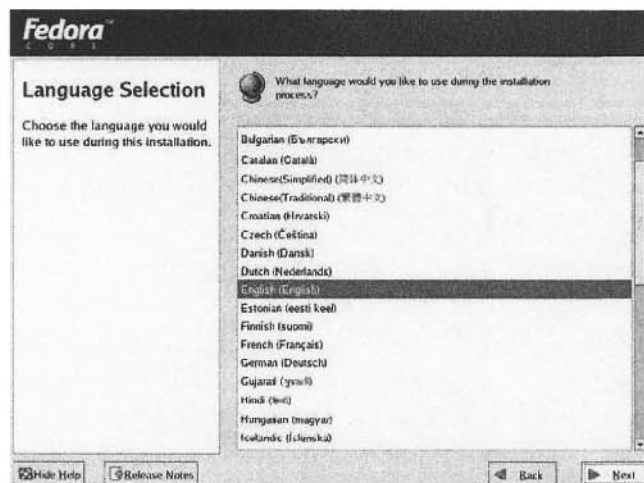 Fedora™
CORE
Language Selection
Choose the language you would
like to use during this installation.
What language would you like to use during the installation
process?
Bulgarian (Български)
Catalan (Català)
Chinese(Simplified) (简体中文)
Chinese(Traditional) (繁體中文)
Croatian (Hrvatski)
Czech (Čeština)
Danish (Dansk)
Dutch (Nederlands)
English (English)
Estonian (eesti keel)
Finnish (suomi)
French (Français)
German (Deutsch)
Gujarati (ગુજરાતી)
Hindi (हिन्दी)
Hungarian (magyar)
Icelandic (Íslenska)
Hide Help
Release Notes
Back
Next